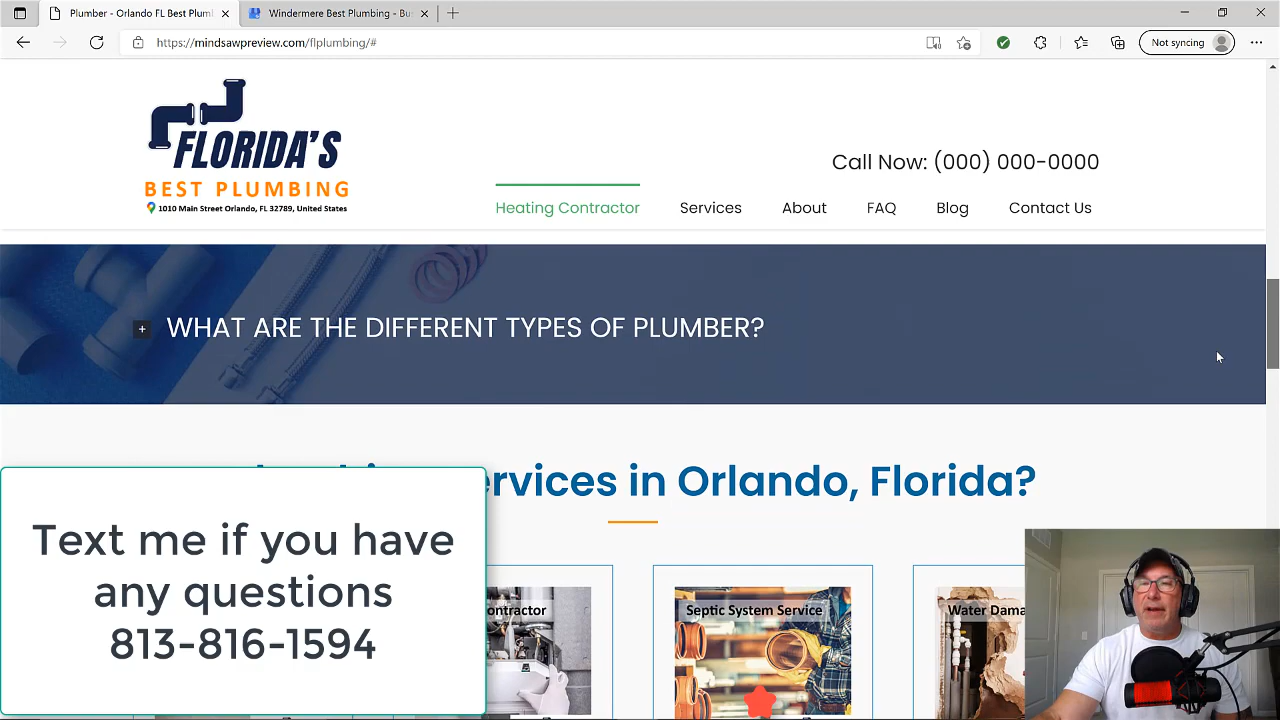 Plumber - Orlando FL Best Plum
Windermere Best Plumbing - Bu
https://mindsawpreview.com/flplumbing/#
Not syncing
FLORIDA'S
BEST PLUMBING
1010 Main Street Orlando, FL 32789, United States
Call Now: (000) 000-0000
Heating Contractor
Services
About
FAQ
Blog
Contact Us
+ WHAT ARE THE DIFFERENT TYPES OF PLUMBER?
ervices in Orlando, Florida?
Text me if you have
any questions
813-816-1594
ontractor
Septic System Service
Water Dama